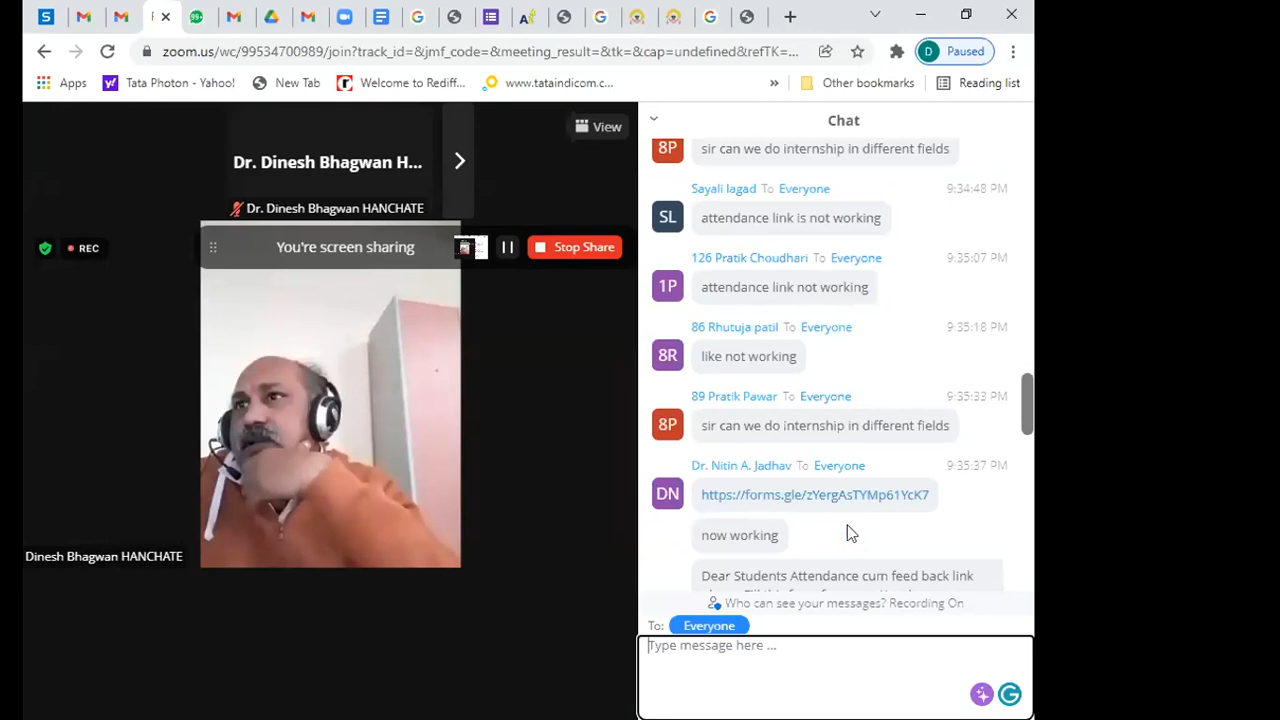 99+
zoom.us/wc/99534700989/join?track_id=&jmf_code=&meeting_result=&tk=&cap=undefined&refTK=...
D Paused
Apps
Tata Photon - Yahoo!
New Tab
Welcome to Rediff...
www.tataindicom.c...
»
Other bookmarks
Reading list
View
Dr. Dinesh Bhagwan H...
Dr. Dinesh Bhagwan HANCHATE
REC
You're screen sharing
Stop Share
Dinesh Bhagwan HANCHATE
Chat
8P
sir can we do internship in different fields
Sayali lagad To Everyone 9:34:48 PM
SL
attendance link is not working
126 Pratik Choudhari To Everyone 9:35:07 PM
1P
attendance link not working
86 Rhutuja patil To Everyone 9:35:18 PM
8R
like not working
89 Pratik Pawar To Everyone 9:35:33 PM
8P
sir can we do internship in different fields
Dr. Nitin A. Jadhav To Everyone 9:35:37 PM
DN
https://forms.gle/zYergAsTYMp61YcK7
now working
Dear Students Attendance cum feed back link
Who can see your messages? Recording On
To: Everyone
Type message here ...